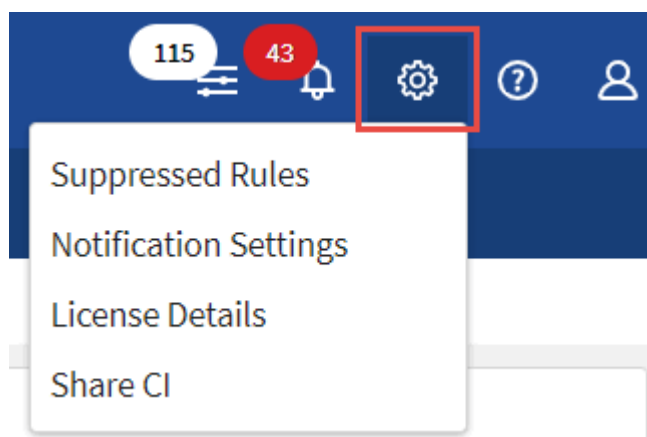 115 43
Suppressed Rules
Notification Settings
License Details
Share CI